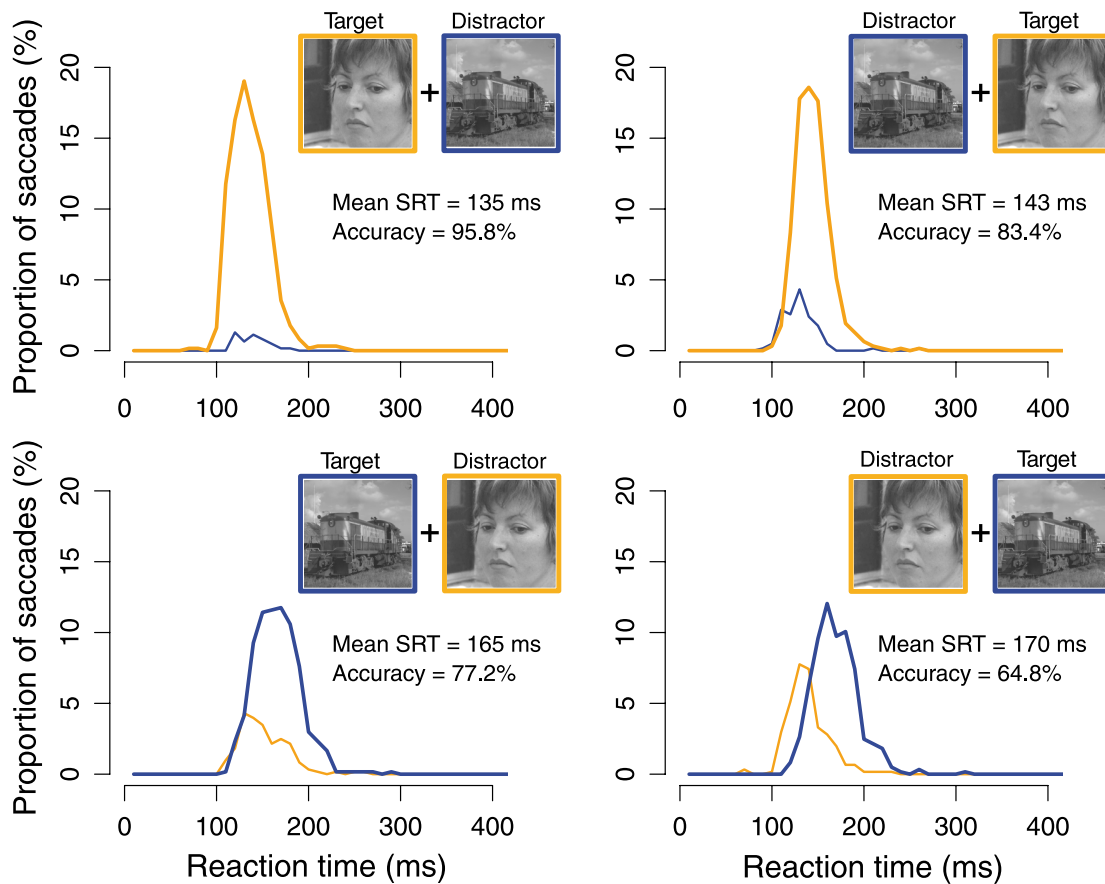 Target Distractor
+
Mean SRT = 135 ms
Accuracy = 95.8%
Proportion of saccades (%)
20
15
10
5
0
0 100 200 300 400
Distractor Target
+
Mean SRT = 143 ms
Accuracy = 83.4%
20
15
10
5
0
0 100 200 300 400
Target Distractor
+
Mean SRT = 165 ms
Accuracy = 77.2%
Proportion of saccades (%)
20
15
10
5
0
0 100 200 300 400
Reaction time (ms)
Distractor Target
+
Mean SRT = 170 ms
Accuracy = 64.8%
20
15
10
5
0
0 100 200 300 400
Reaction time (ms)